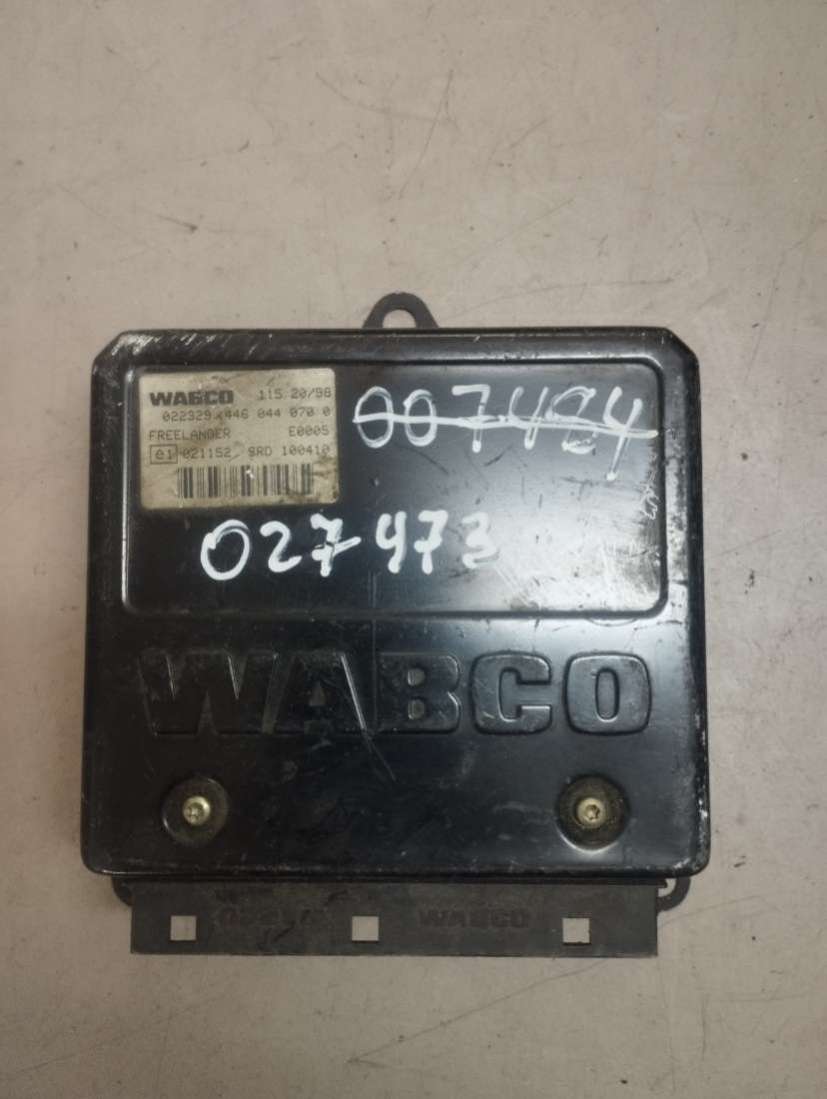 WABCO 115 20/98
022329 446 044 070 0
FREELANDER E0005
e1 021152 SRD 100410
007484
027473
WABCO
WABCO